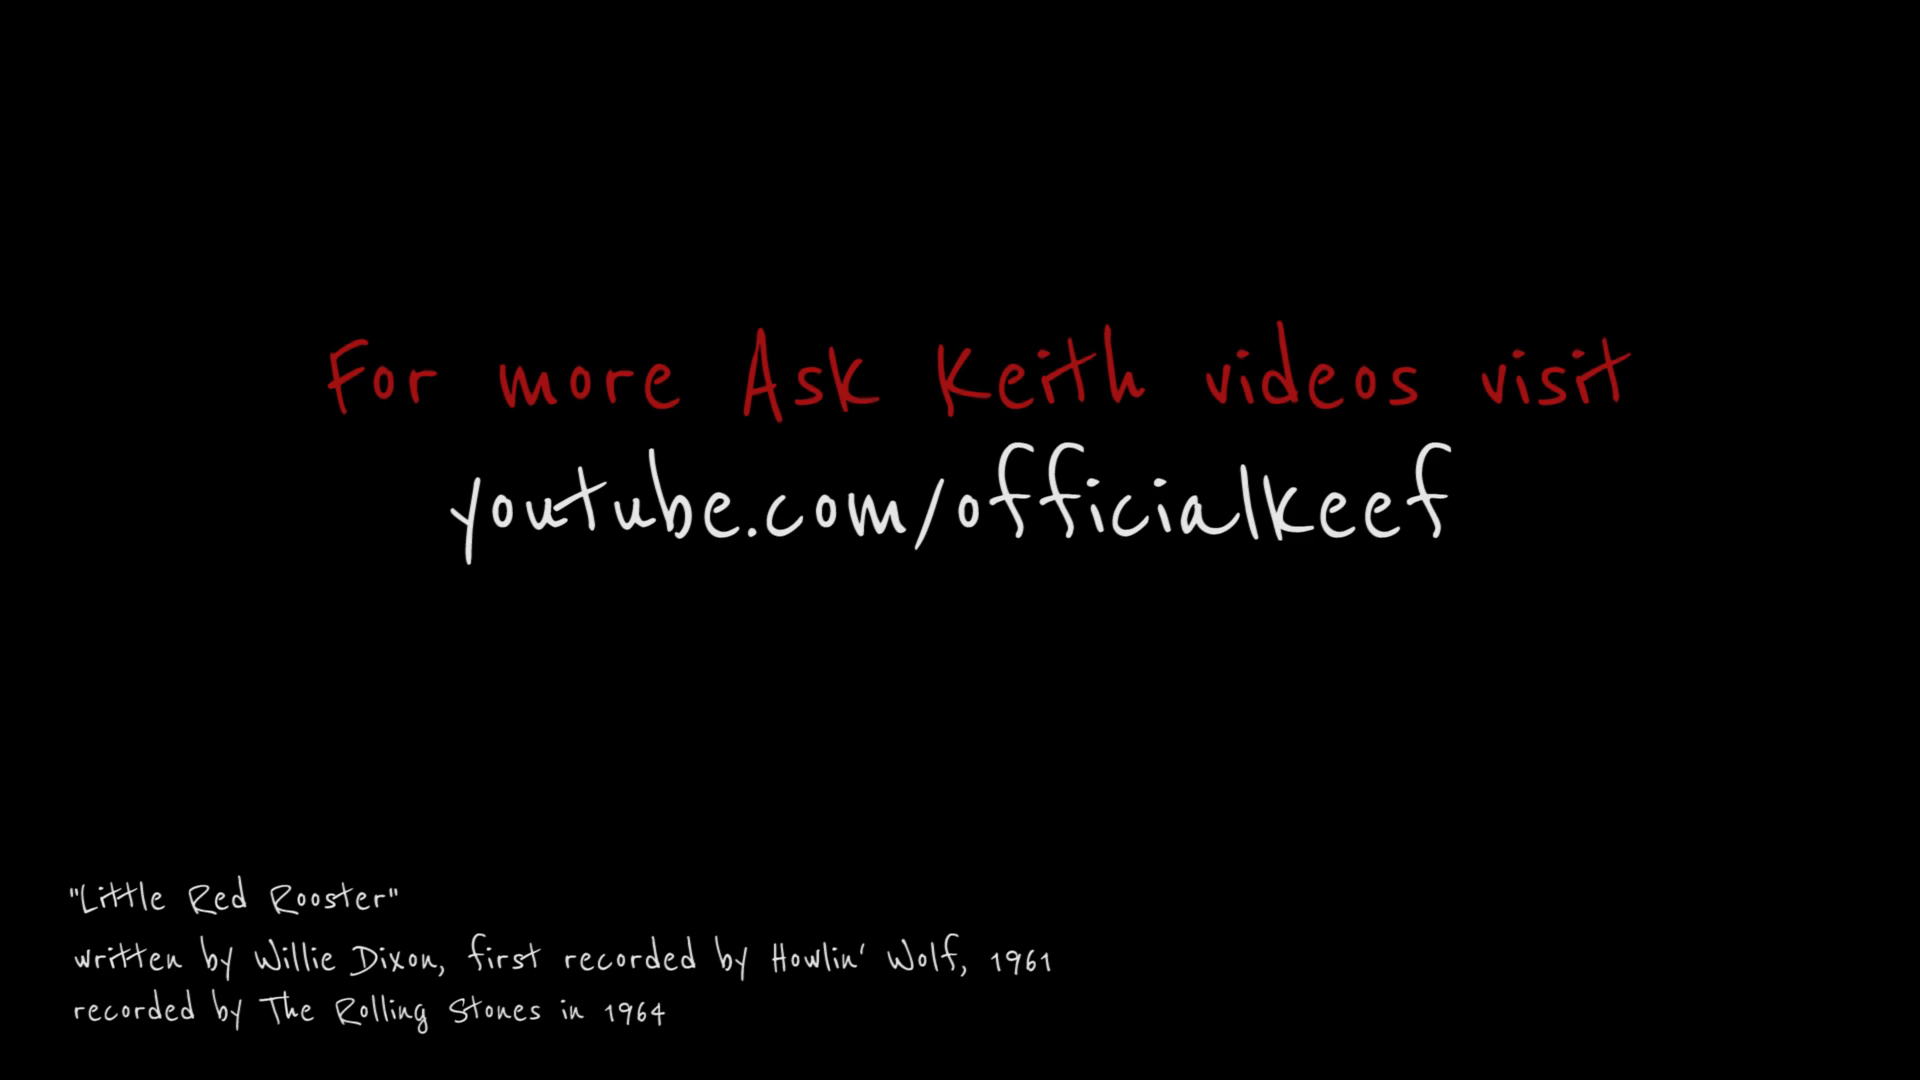 For more Ask Keith videos visit
youtube.com/officialkeef
"Little Red Rooster"
written by Willie Dixon, first recorded by Howlin' Wolf, 1961
recorded by The Rolling Stones in 1964